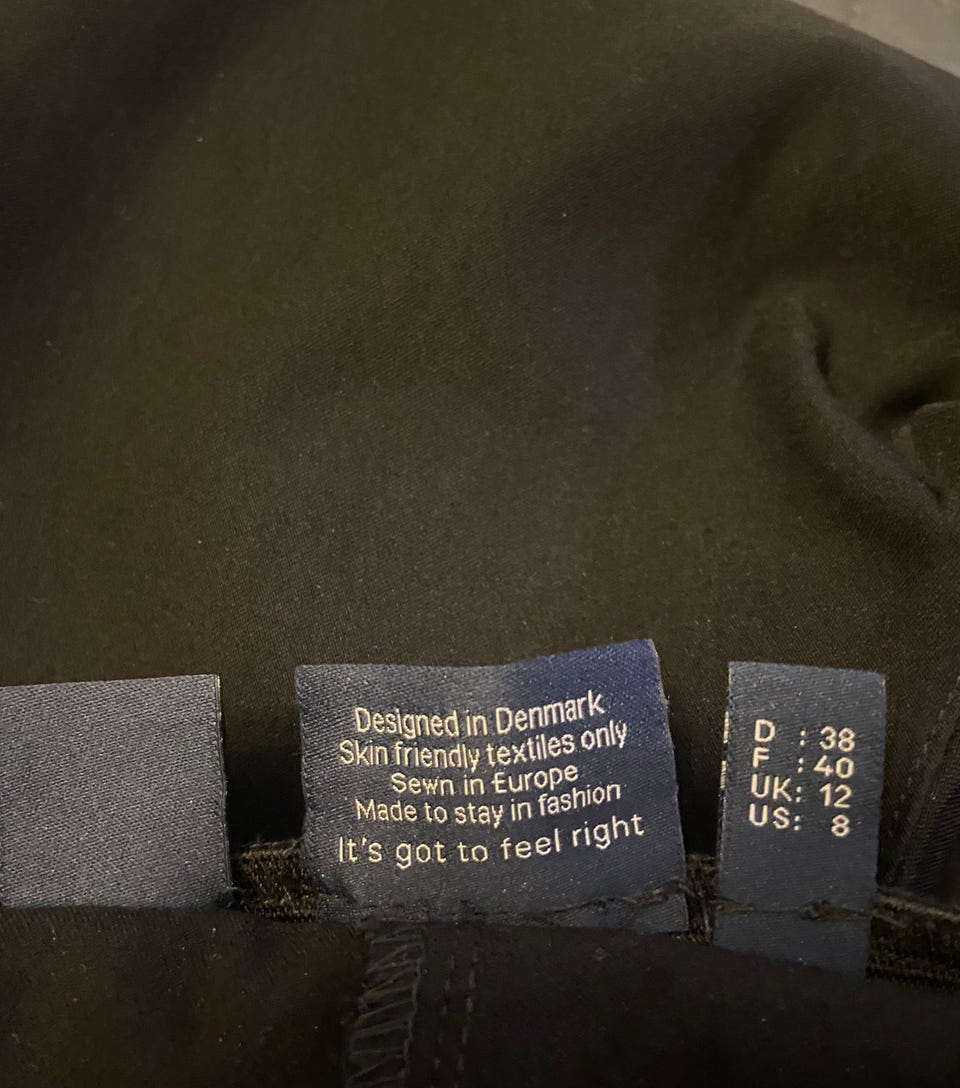 Designed in Denmark
Skin friendly textiles only
Sewn in Europe
Made to stay in fashion
It's got to feel right
D : 38
F : 40
UK: 12
US: 8